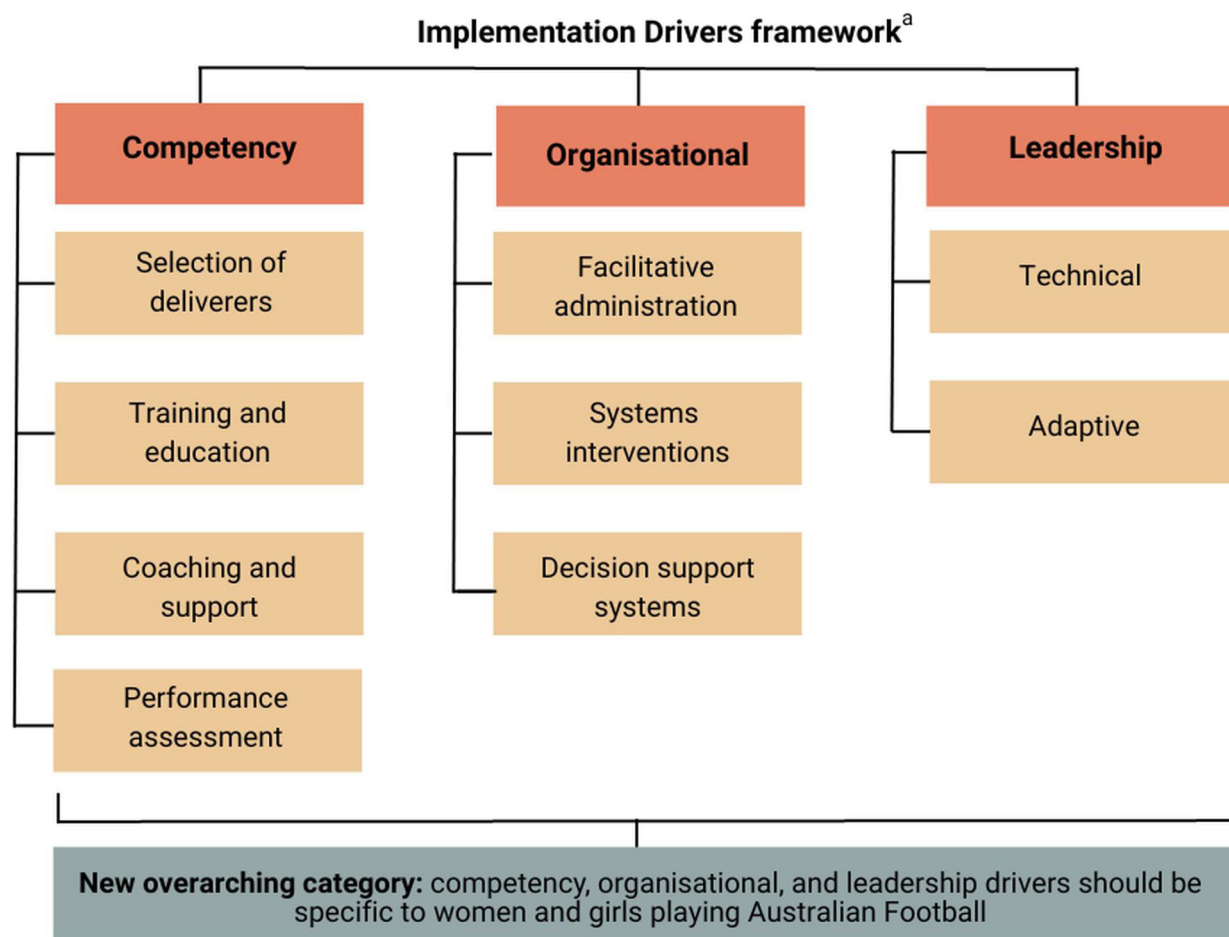 Implementation Drivers frameworkᵃ
Competency
Selection of
deliverers
Training and
education
Coaching and
support
Performance
assessment
Organisational
Facilitative
administration
Systems
interventions
Decision support
systems
Leadership
Technical
Adaptive
New overarching category: competency, organisational, and leadership drivers should be
specific to women and girls playing Australian Football